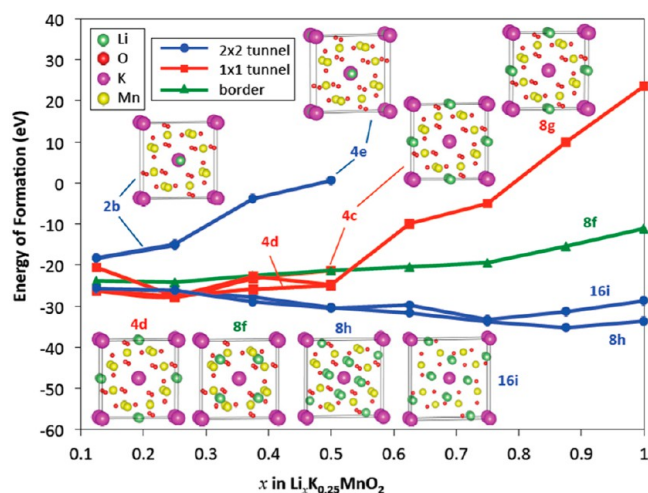 Li
O
K
Mn
2x2 tunnel
1x1 tunnel
border
40
30
20
10
0
-10
-20
-30
-40
-50
-60
Energy of Formation (eV)
2b
4e
4c
8g
4d
8f
16i
8h
4d
8f
8h
16i
0.1
0.2
0.3
0.4
0.5
0.6
0.7
0.8
0.9
1
x in LixK0.25MnO2